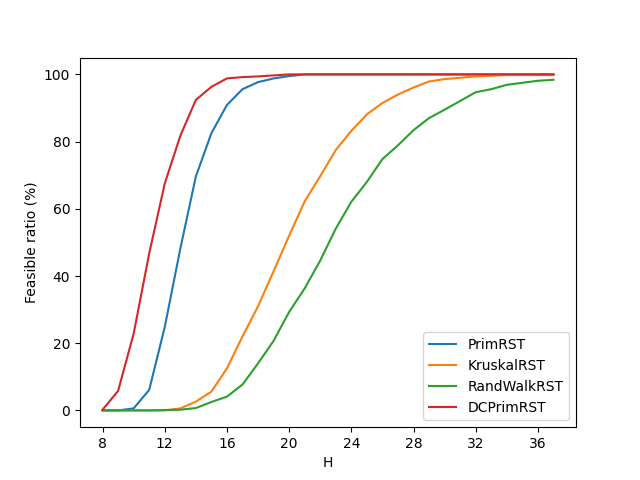 Feasible ratio (%)
100
80
60
40
20
0
8 12 16 20 24 28 32 36
H
PrimRST
KruskalRST
RandWalkRST
DCPrimRST